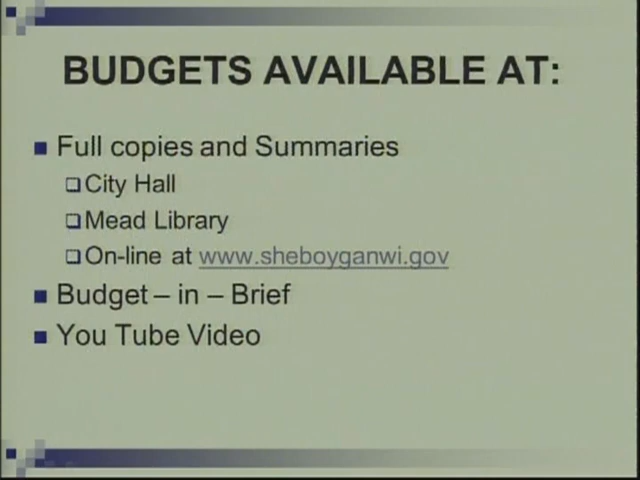 BUDGETS AVAILABLE AT:
Full copies and Summaries
City Hall
Mead Library
On-line at www.sheboyganwi.gov
Budget – in – Brief
You Tube Video